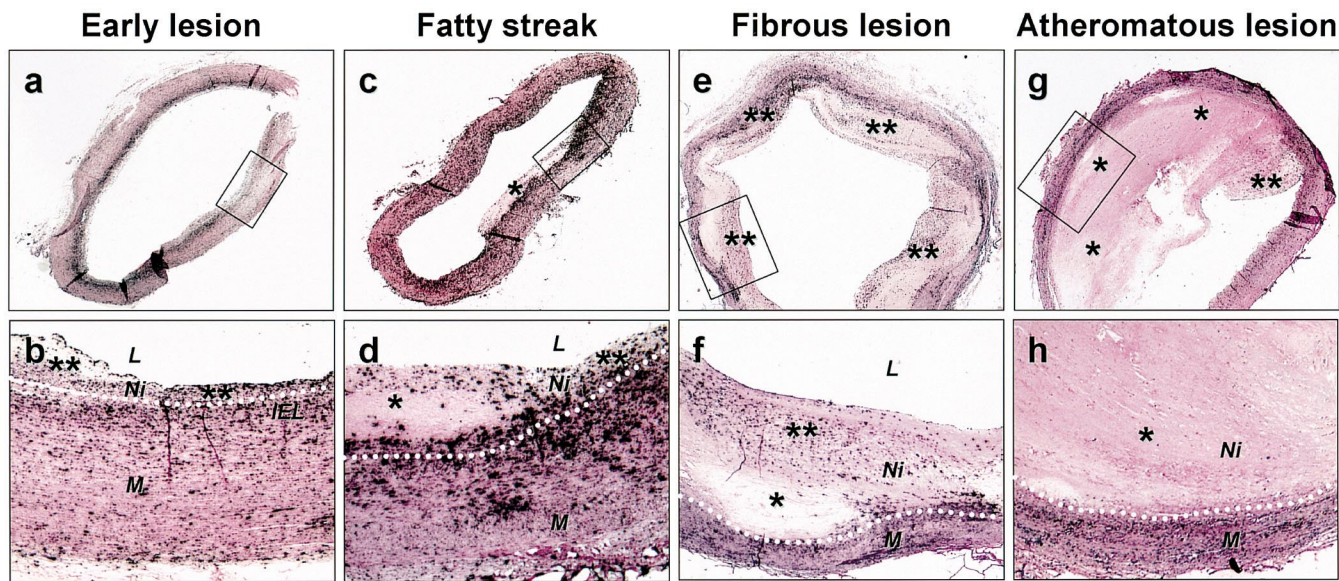 Early lesion
Fatty streak
Fibrous lesion
Atheromatous lesion
a
c
e
g
*
**
**
**
**
*
*
*
**
b
d
f
h
L
L
L
**
**
Ni
**
Ni
IEL
M
*
M
**
Ni
*
M
*
Ni
M